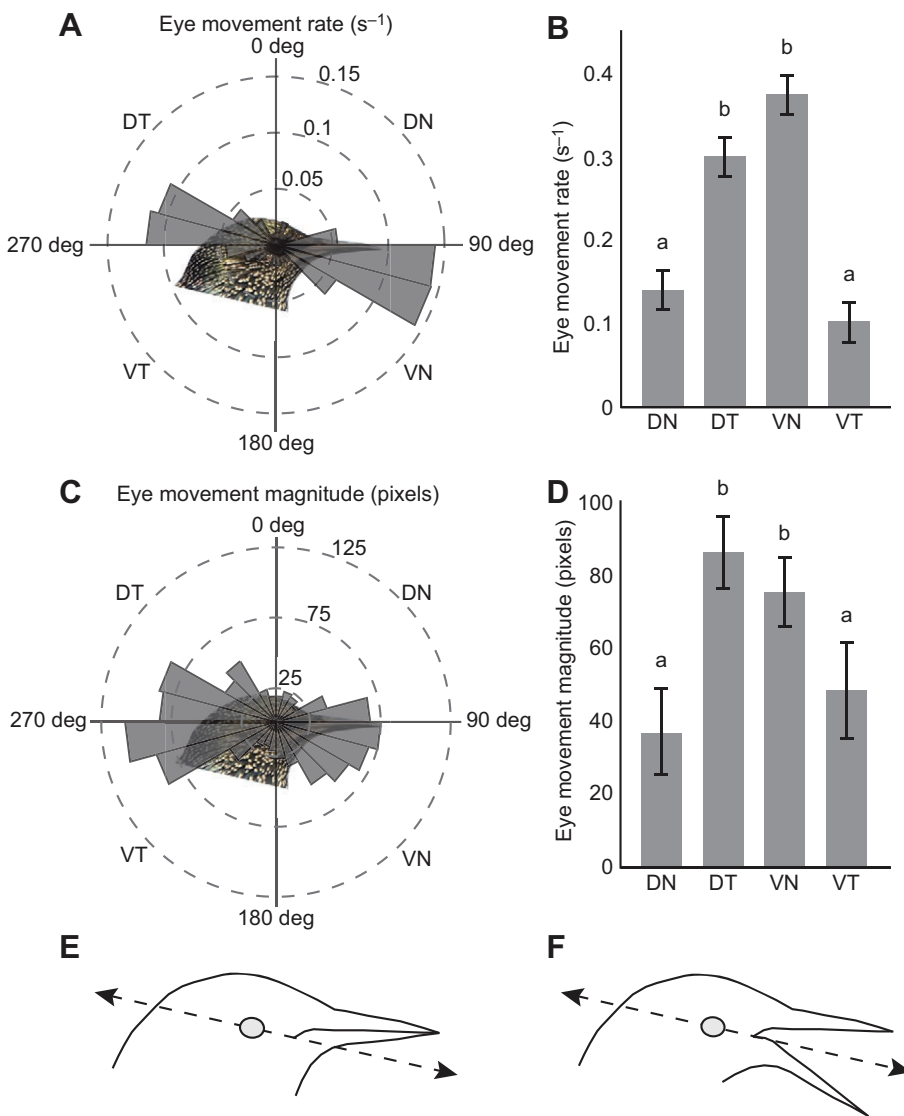 A
Eye movement rate (s–1)
0 deg
0.15
0.1
0.05
DT
DN
270 deg
90 deg
VT
VN
180 deg
B
Eye movement rate (s–1)
0.4
0.3
0.2
0.1
0
a
b
b
a
DN DT VN VT
C
Eye movement magnitude (pixels)
0 deg
125
75
25
DT
DN
270 deg
90 deg
VT
VN
180 deg
D
Eye movement magnitude (pixels)
100
80
60
40
20
0
a
b
b
a
DN DT VN VT
E
F